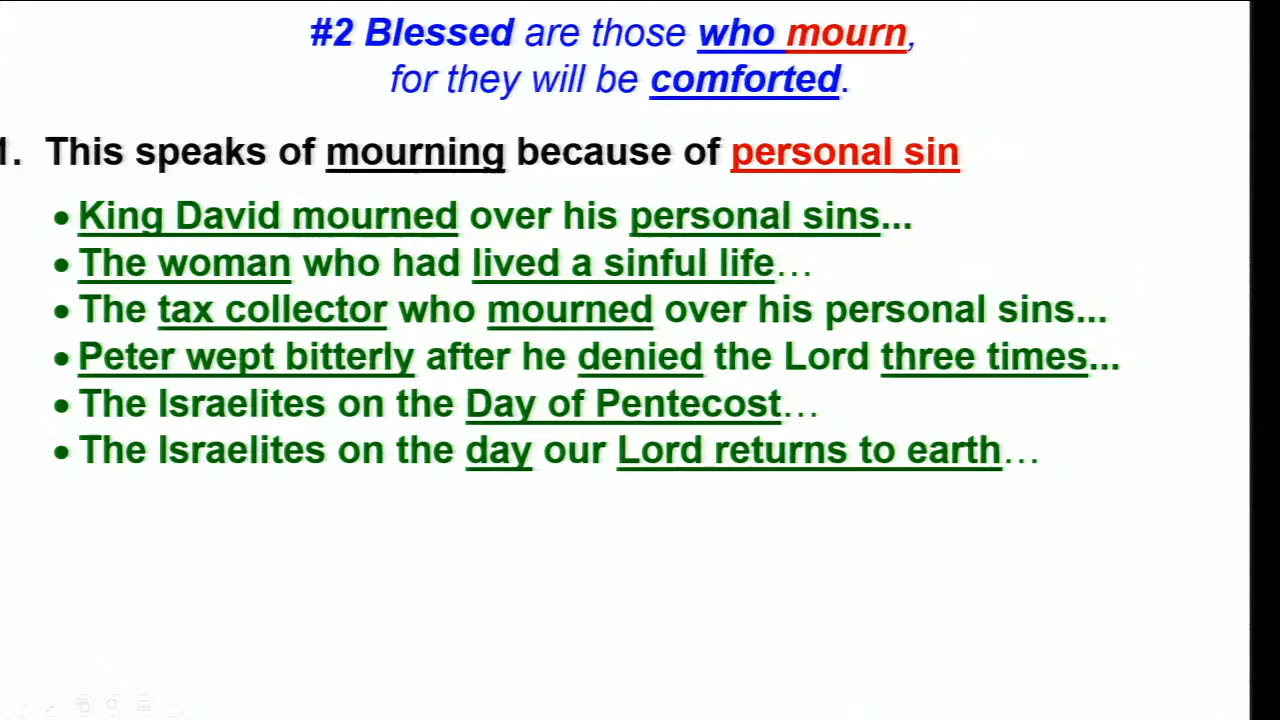 #2 Blessed are those who mourn,
for they will be comforted.
1. This speaks of mourning because of personal sin
• King David mourned over his personal sins...
• The woman who had lived a sinful life…
• The tax collector who mourned over his personal sins...
• Peter wept bitterly after he denied the Lord three times...
• The Israelites on the Day of Pentecost…
• The Israelites on the day our Lord returns to earth…